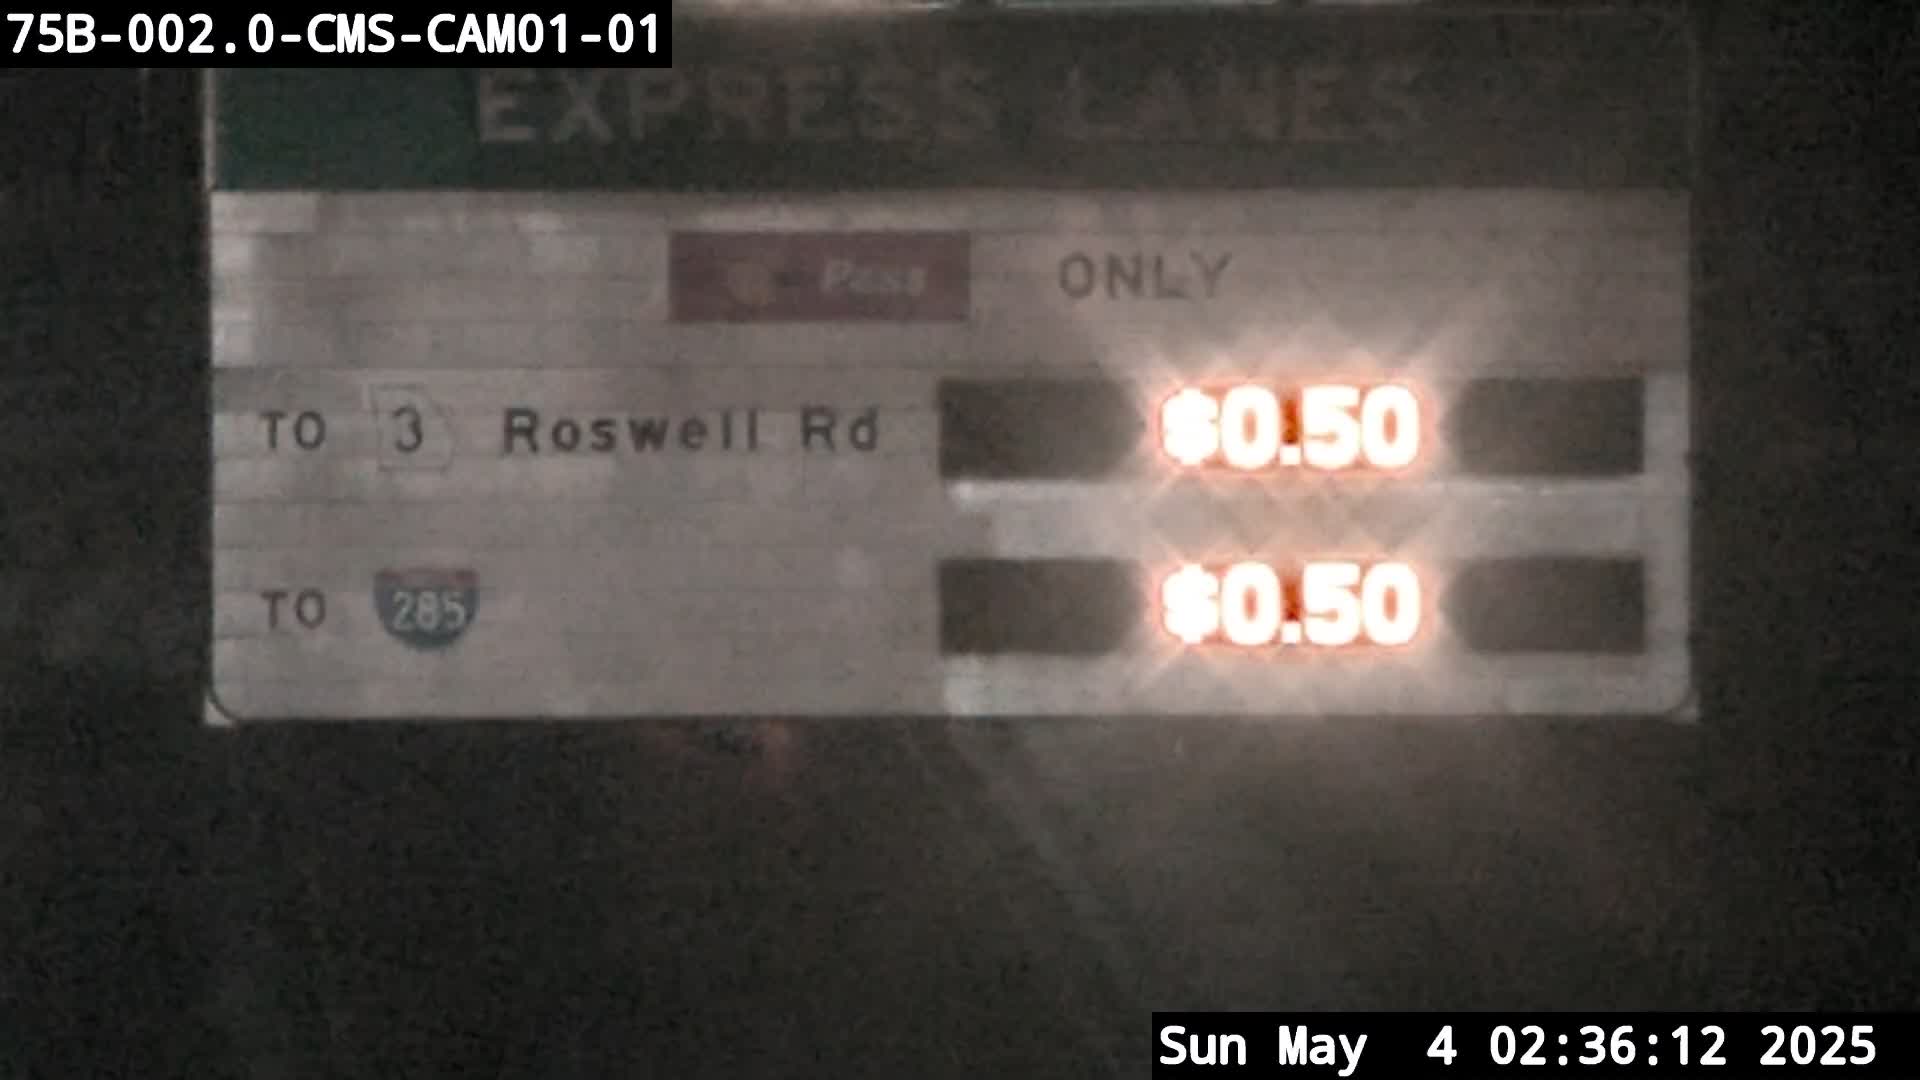 75B-002.0-CMS-CAM01-01
EXPRESS LANES
Pass ONLY
TO 3 Roswell Rd $0.50
TO 285 $0.50
Sun May 4 02:36:12 2025